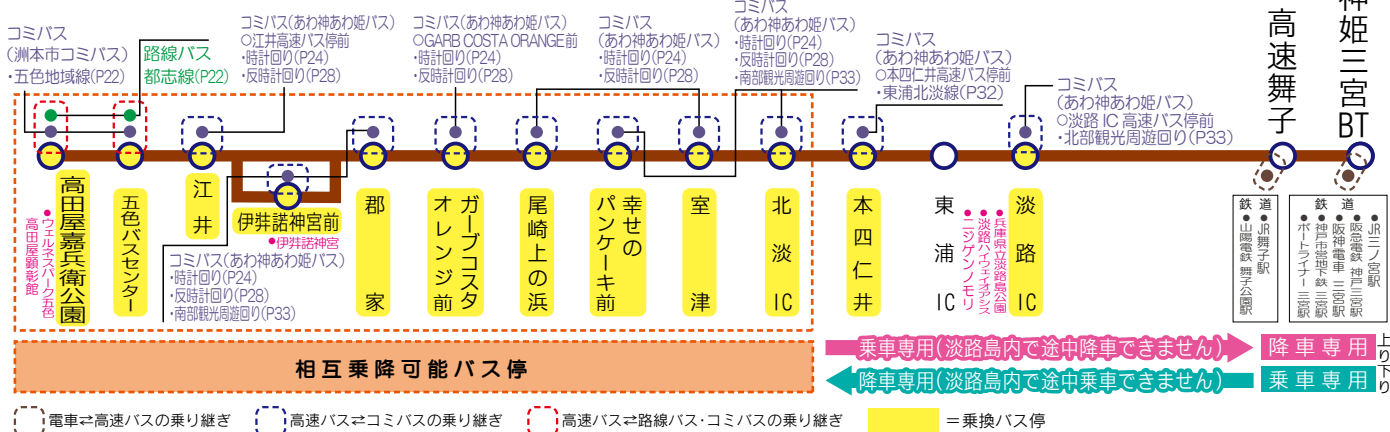 コミバス
(洲本市コミバス)
・五色地域線(P22)
路線バス
都志線(P22)
コミバス(あわ神あわ姫バス)
○江井高速バス停前
・時計回り(P24)
・反時計回り(P28)
コミバス(あわ神あわ姫バス)
○GARB COSTA ORANGE前
・時計回り(P24)
・反時計回り(P28)
コミバス
(あわ神あわ姫バス)
・時計回り(P24)
・反時計回り(P28)
コミバス
(あわ神あわ姫バス)
・時計回り(P24)
・反時計回り(P28)
・南部観光周遊回り(P33)
コミバス
(あわ神あわ姫バス)
○本四仁井高速バス停前
・東浦北淡線(P32)
コミバス
(あわ神あわ姫バス)
○淡路IC高速バス停前
・北部観光周遊回り(P33)
高速舞子
神姫三宮BT
高田屋嘉兵衛公園
●ウェルネスパーク五色
高田屋顕彰館
五色バスセンター
江井
伊弉諾神宮前
●伊弉諾神宮
コミバス(あわ神あわ姫バス)
・時計回り(P24)
・反時計回り(P28)
・南部観光周遊回り(P33)
郡家
ガーブコスタ
オレンジ前
尾崎上の浜
幸せの
パンケーキ前
室津
北淡IC
本四仁井
東浦IC
淡路IC
●兵庫県立淡路島公園
●淡路ハイウェイオアシス
●ニジゲンノモリ
鉄道
●JR舞子駅
●山陽電鉄 舞子公園駅
鉄道
●JR三ノ宮駅
●阪急電鉄 神戸三宮駅
●阪神電車 三宮駅
●神戸市営地下鉄 三宮駅
●ポートライナー 三宮駅
相互乗降可能バス停
乗車専用(淡路島内で途中降車できません)
降車専用
上り
降車専用(淡路島内で途中乗車できません)
乗車専用
下り
電車⇄高速バスの乗り継ぎ
高速バス⇄コミバスの乗り継ぎ
高速バス⇄路線バス・コミバスの乗り継ぎ
＝乗換バス停